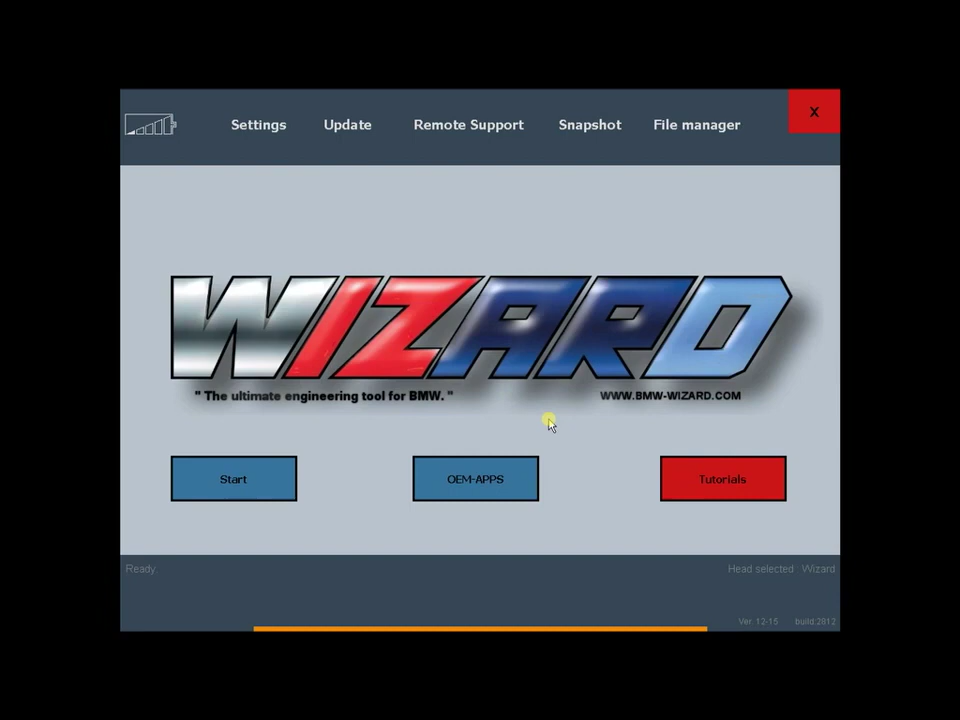 Settings Update Remote Support Snapshot File manager X
WIZARD
" The ultimate engineering tool for BMW. " WWW.BMW-WIZARD.COM
Start OEM-APPS Tutorials
Ready. Head selected Wizard
Ver. 12-15 build:2812